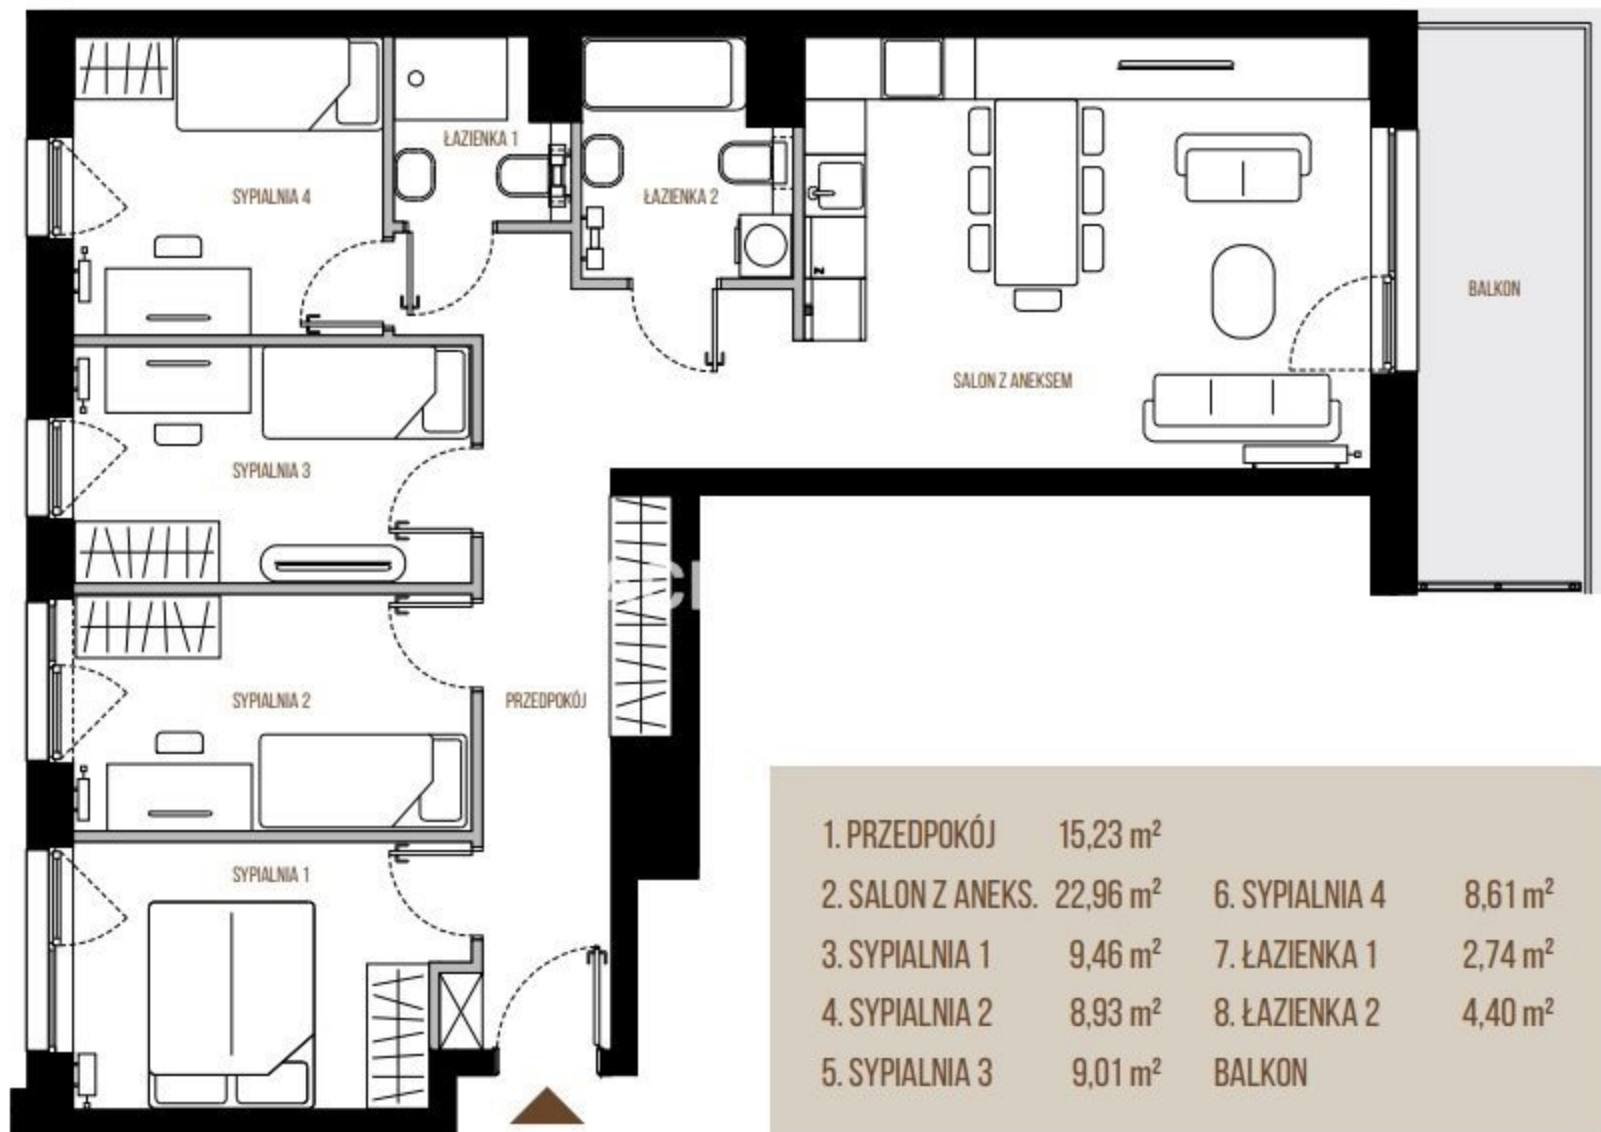 ŁAZIENKA 1
SYPIALNIA 4
ŁAZIENKA 2
BALKON
SALON Z ANEKSEM
SYPIALNIA 3
SYPIALNIA 2
PRZEDPOKÓJ
SYPIALNIA 1
1. PRZEDPOKÓJ 15,23 m²
2. SALON Z ANEKS. 22,96 m²
3. SYPIALNIA 1 9,46 m²
4. SYPIALNIA 2 8,93 m²
5. SYPIALNIA 3 9,01 m²
6. SYPIALNIA 4 8,61 m²
7. ŁAZIENKA 1 2,74 m²
8. ŁAZIENKA 2 4,40 m²
BALKON